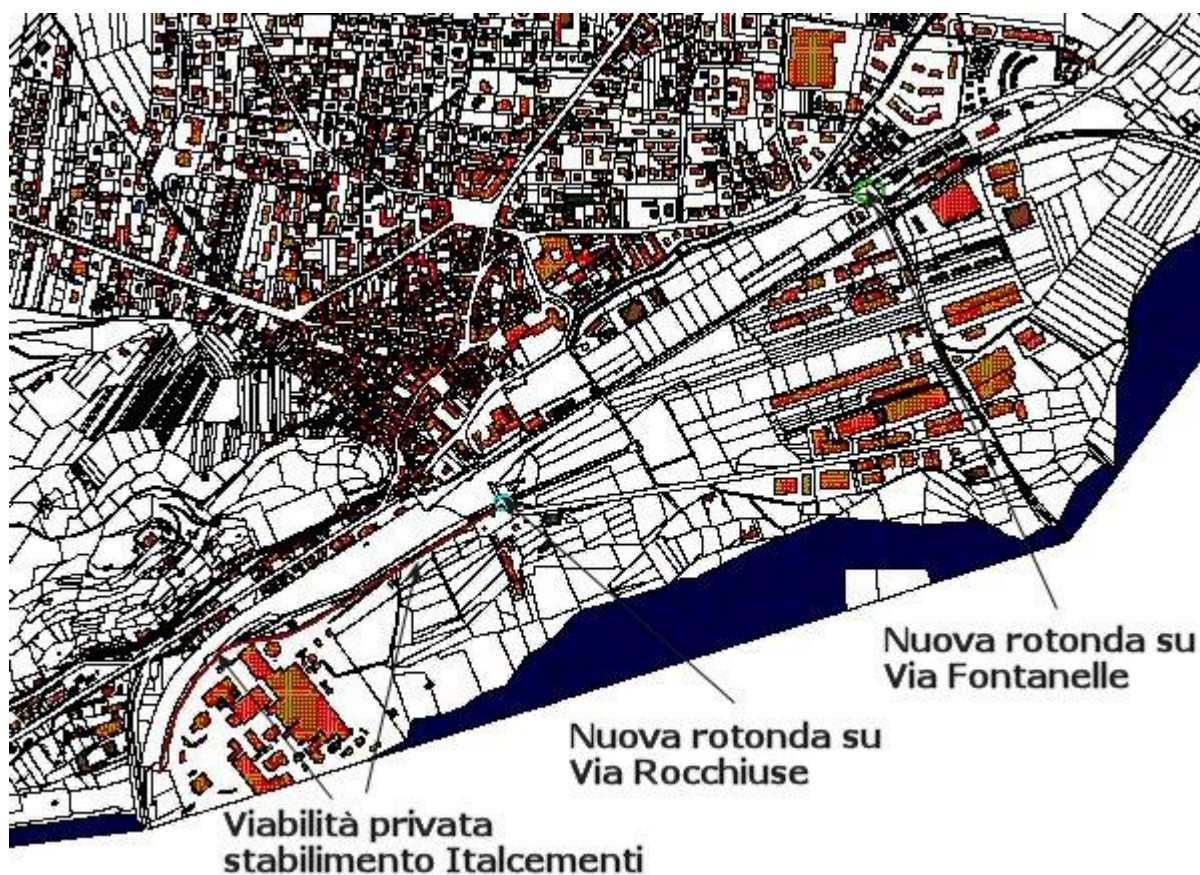 Nuova rotonda su
Via Fontanelle
Nuova rotonda su
Via Rocchiuse
Viabilità privata
stabilimento Italcementi